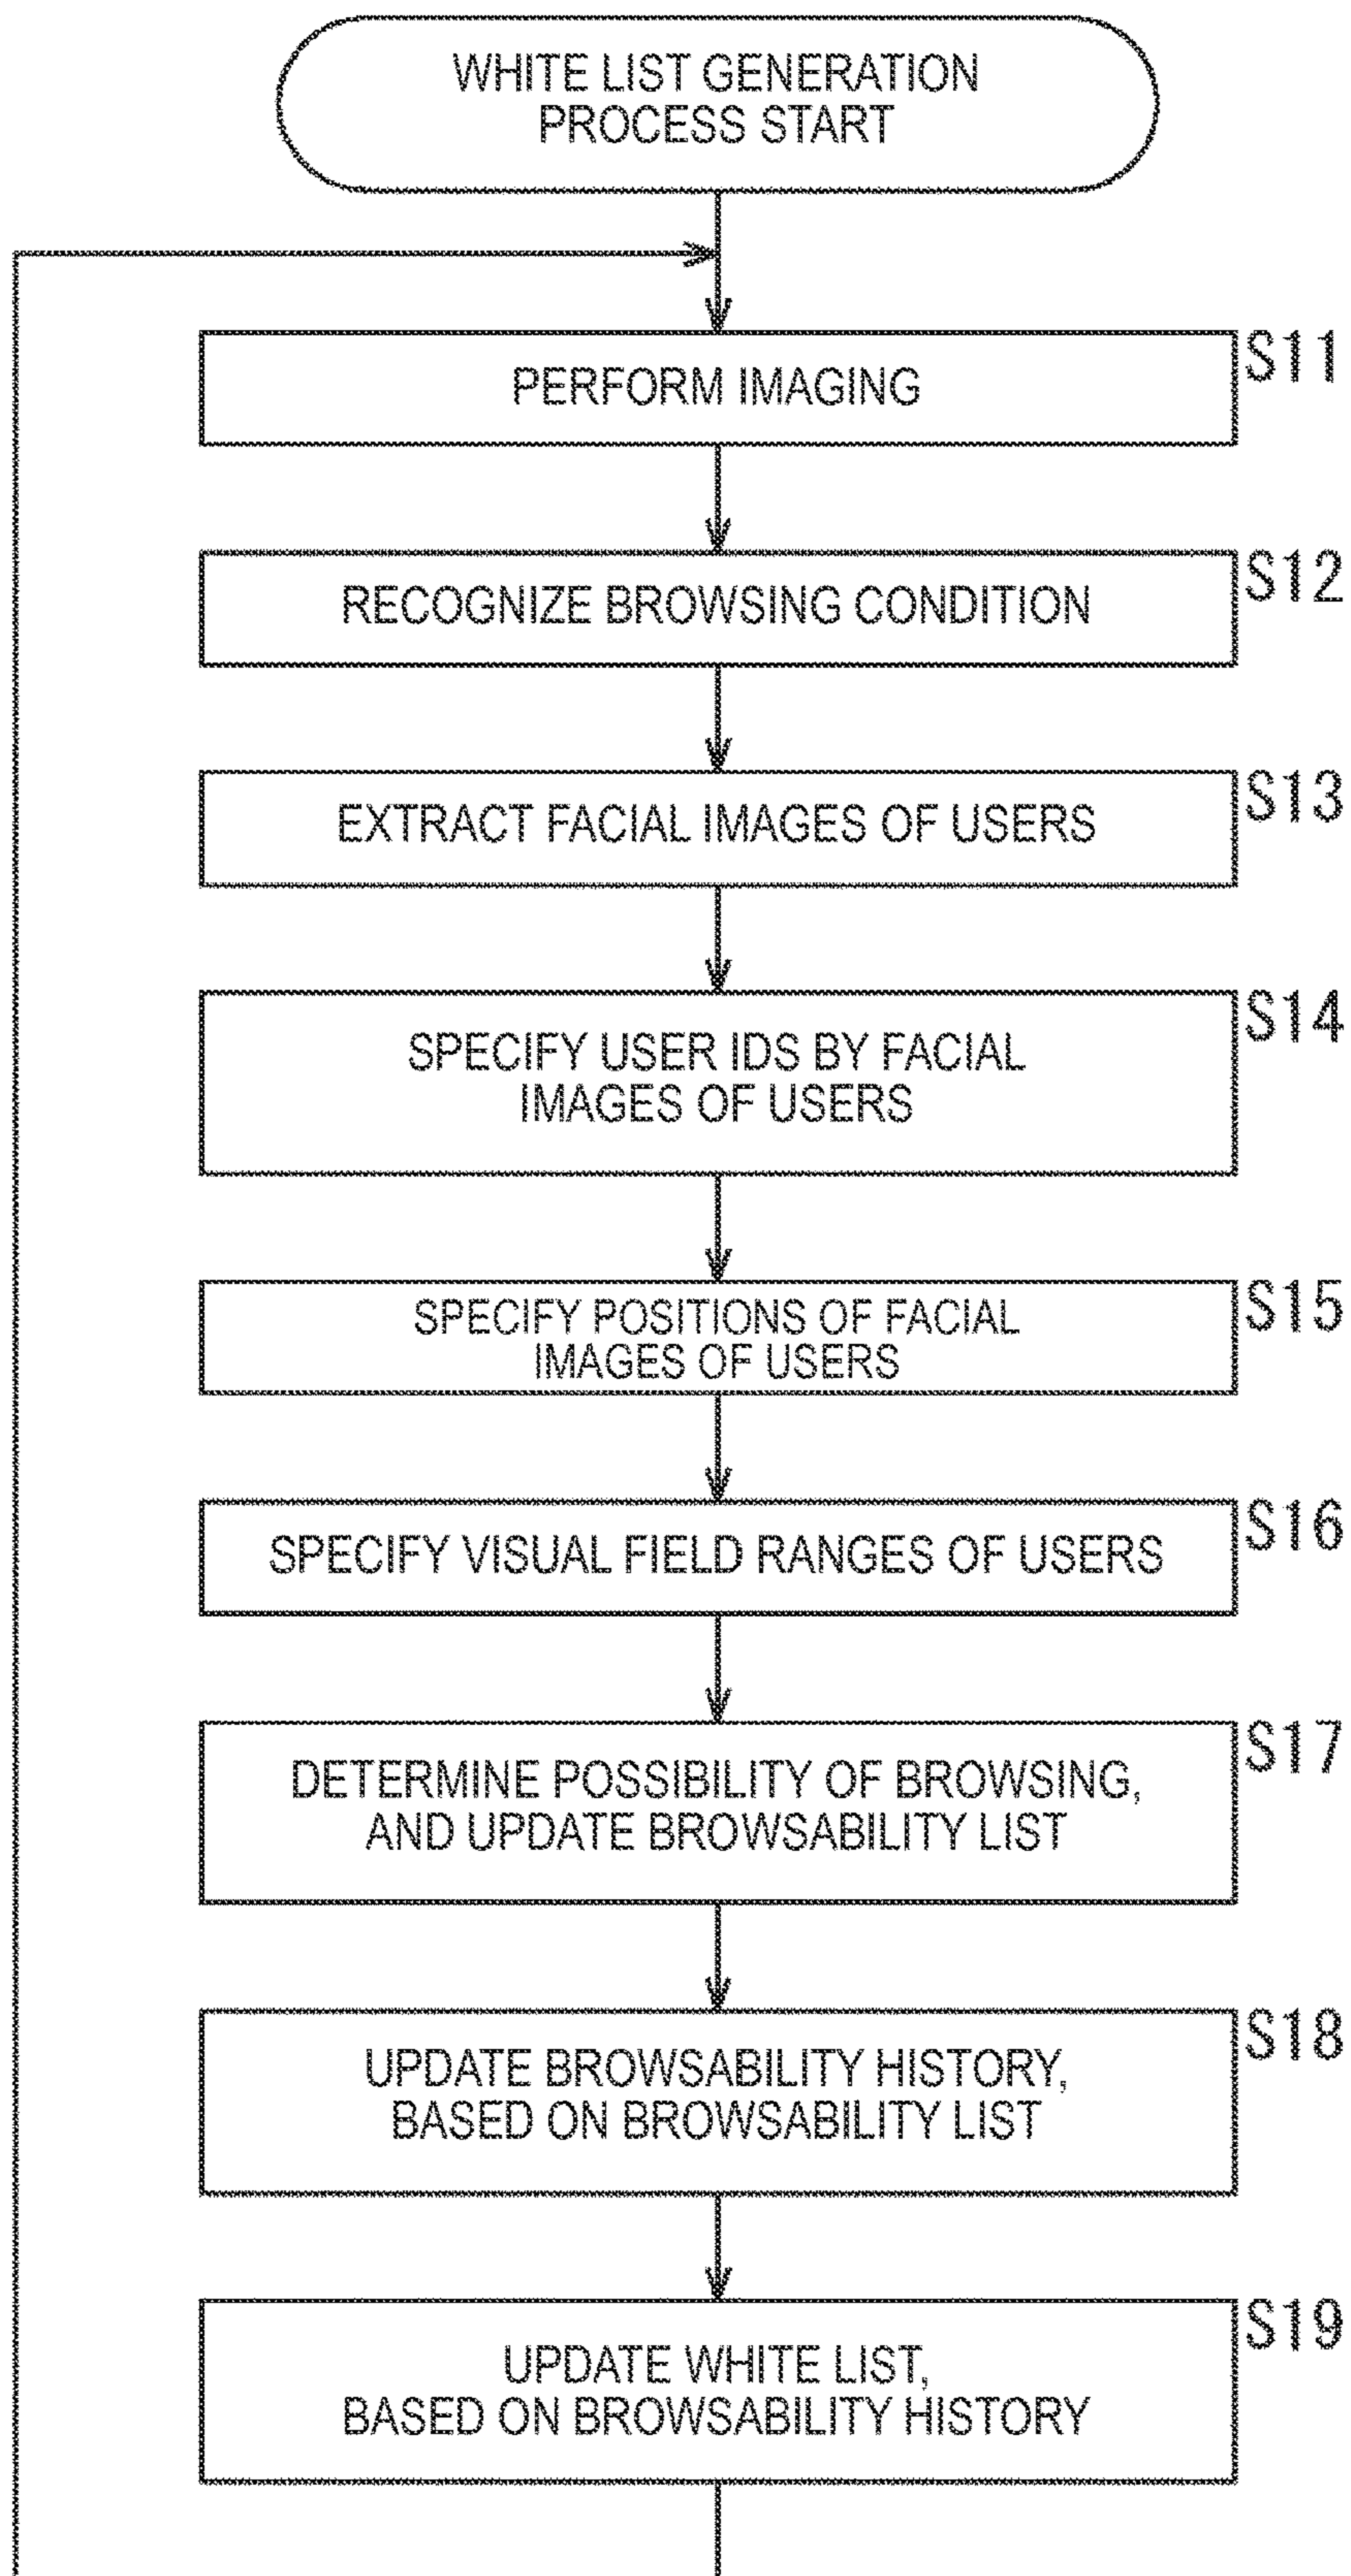 WHITE LIST GENERATION
PROCESS START
S11
PERFORM IMAGING
S12
RECOGNIZE BROWSING CONDITION
S13
EXTRACT FACIAL IMAGES OF USERS
S14
SPECIFY USER IDS BY FACIAL
IMAGES OF USERS
S15
SPECIFY POSITIONS OF FACIAL
IMAGES OF USERS
S16
SPECIFY VISUAL FIELD RANGES OF USERS
S17
DETERMINE POSSIBILITY OF BROWSING,
AND UPDATE BROWSABILITY LIST
S18
UPDATE BROWSABILITY HISTORY,
BASED ON BROWSABILITY LIST
S19
UPDATE WHITE LIST,
BASED ON BROWSABILITY HISTORY